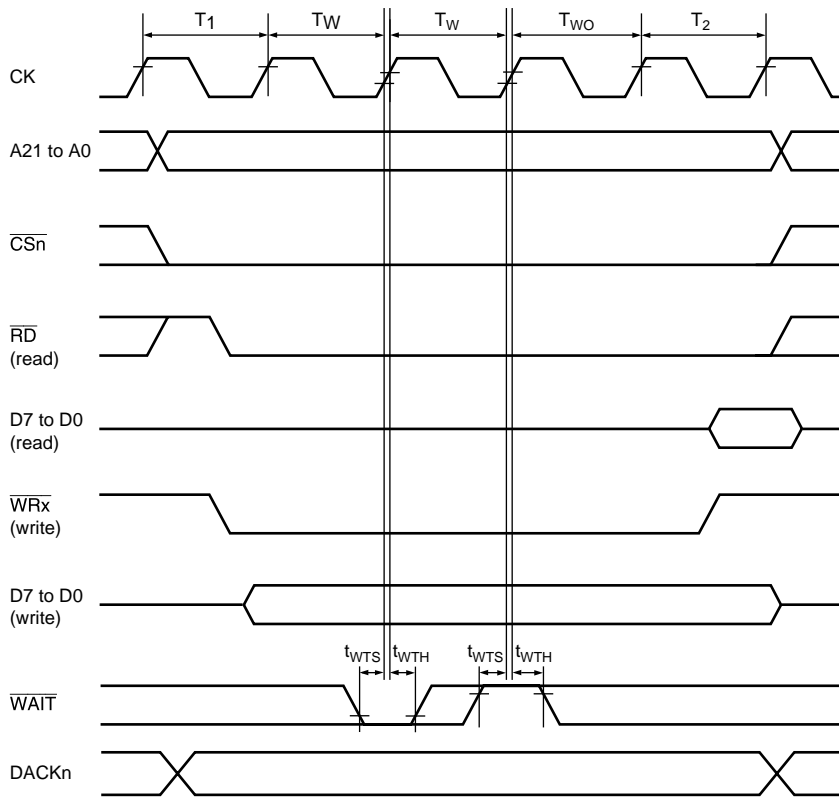 T1 TW TW TWO T2
CK
A21 to A0
CSn
RD
(read)
D7 to D0
(read)
WRx
(write)
D7 to D0
(write)
tWTS tWTH tWTS tWTH
WAIT
DACKn